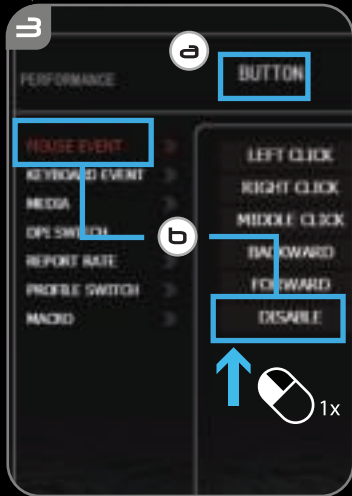 3
a
PERFORMANCE
BUTTON
MOUSE EVENT
KEYBOARD EVENT
MEDIA
DPI SWITCH
REPORT RATE
PROFILE SWITCH
MACRO
b
LEFT CLICK
RIGHT CLICK
MIDDLE CLICK
BACKWARD
FORWARD
DISABLE
1x